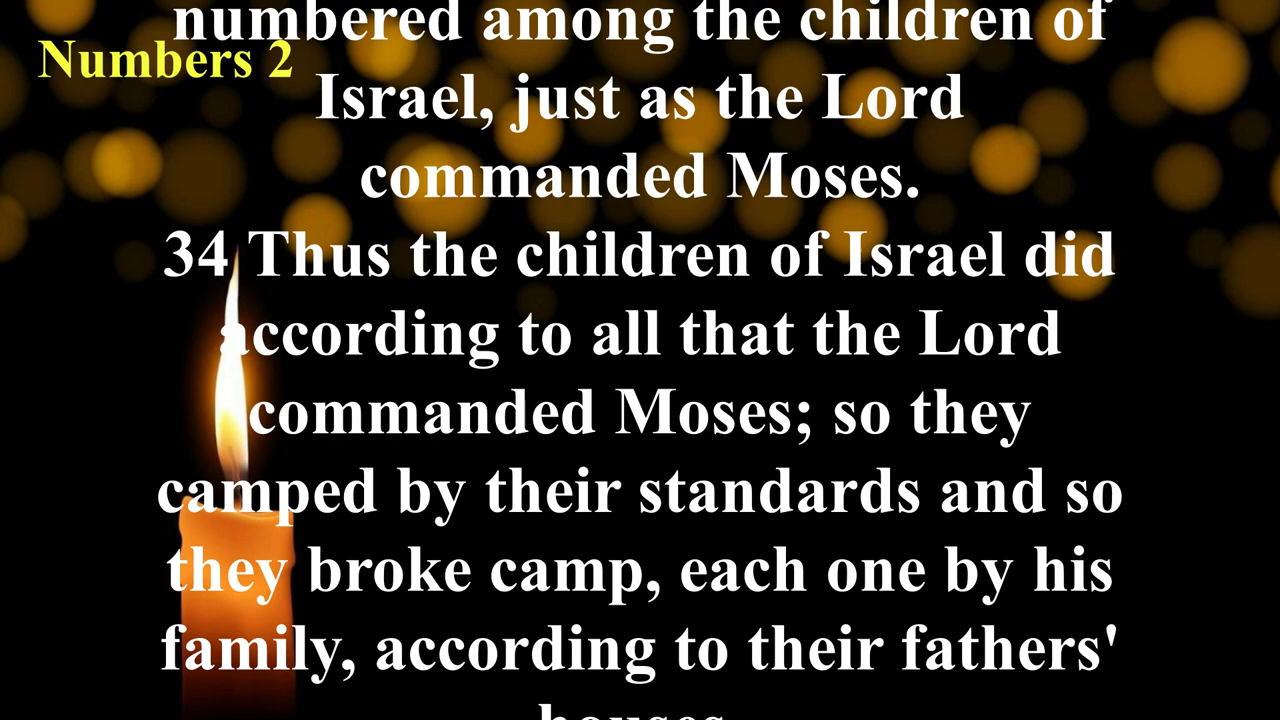 numbered among the children of
Numbers 2
Israel, just as the Lord
commanded Moses.
34 Thus the children of Israel did
according to all that the Lord
commanded Moses; so they
camped by their standards and so
they broke camp, each one by his
family, according to their fathers'
houses.